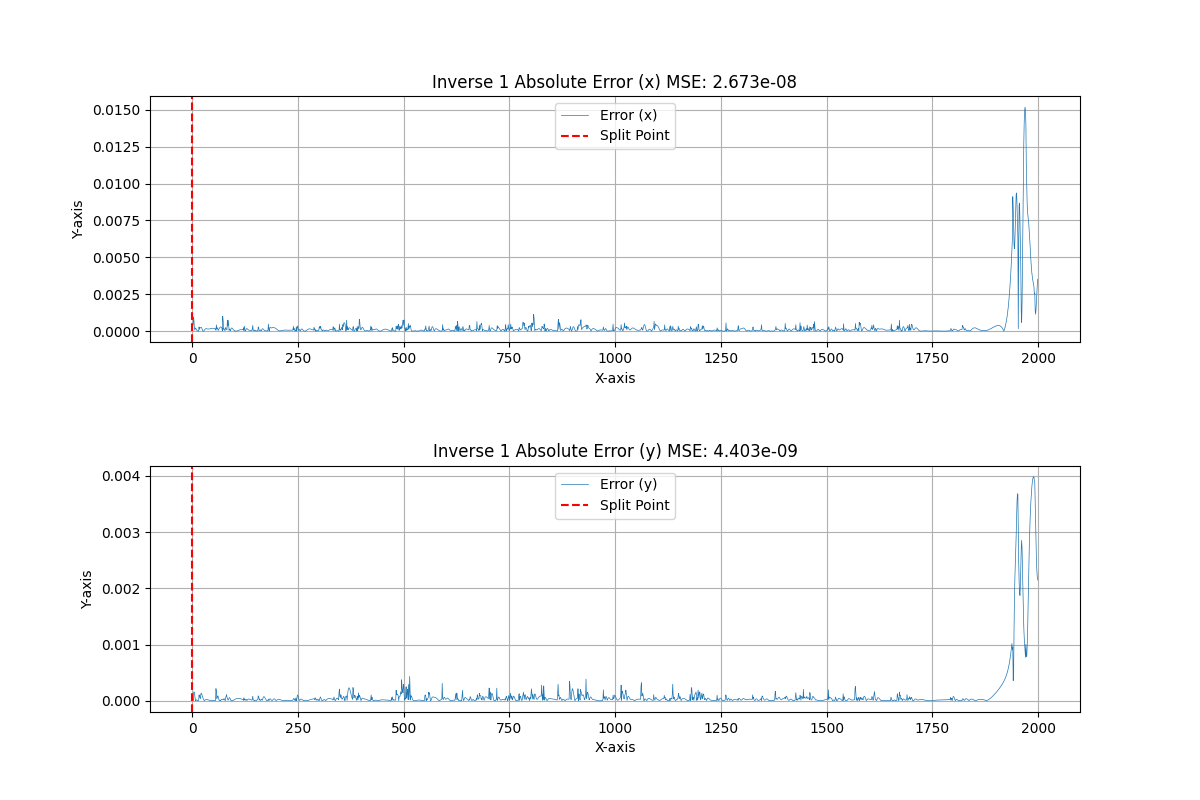 Inverse 1 Absolute Error (x) MSE: 2.673e-08
0.0150
0.0125
0.0100
0.0075
0.0050
0.0025
0.0000
Y-axis
Error (x)
Split Point
0 250 500 750 1000 1250 1500 1750 2000
X-axis
Inverse 1 Absolute Error (y) MSE: 4.403e-09
0.004
0.003
0.002
0.001
0.000
Y-axis
Error (y)
Split Point
0 250 500 750 1000 1250 1500 1750 2000
X-axis